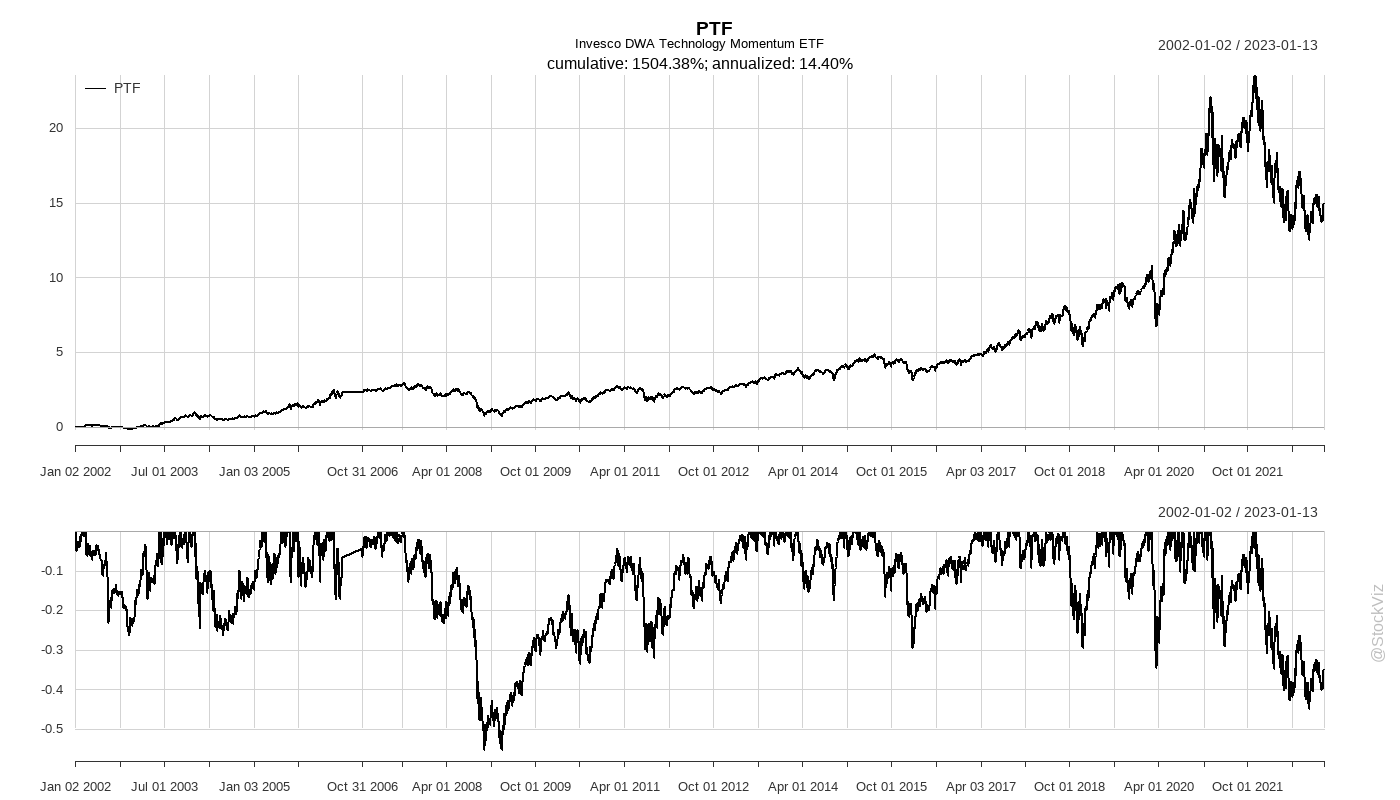 PTF
Invesco DWA Technology Momentum ETF
2002-01-02 / 2023-01-13
cumulative: 1504.38%; annualized: 14.40%
PTF
20
15
10
5
0
Jan 02 2002 Jul 01 2003 Jan 03 2005 Oct 31 2006 Apr 01 2008 Oct 01 2009 Apr 01 2011 Oct 01 2012 Apr 01 2014 Oct 01 2015 Apr 03 2017 Oct 01 2018 Apr 01 2020 Oct 01 2021
2002-01-02 / 2023-01-13
-0.1
-0.2
-0.3
-0.4
-0.5
Jan 02 2002 Jul 01 2003 Jan 03 2005 Oct 31 2006 Apr 01 2008 Oct 01 2009 Apr 01 2011 Oct 01 2012 Apr 01 2014 Oct 01 2015 Apr 03 2017 Oct 01 2018 Apr 01 2020 Oct 01 2021
@StockViz